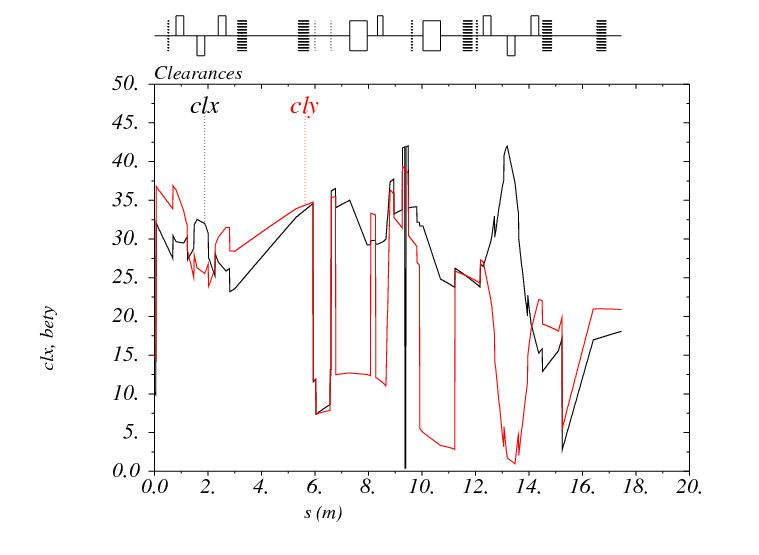 Clearances
50.
clx cly
45.
40.
35.
30.
25.
20.
15.
10.
5.
0.0
clx, bety
0.0 2. 4. 6. 8. 10. 12. 14. 16. 18. 20.
s (m)